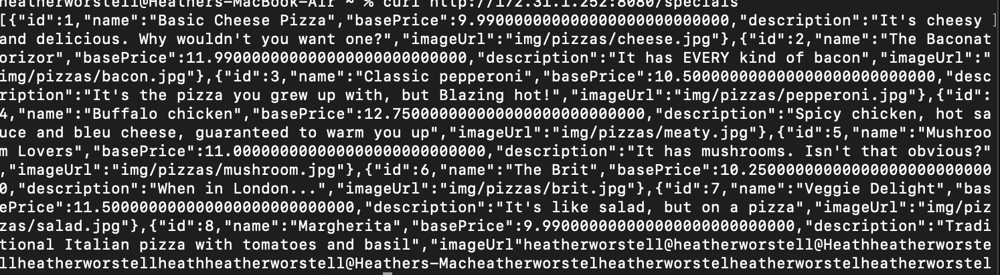 heatherworstell@Heathers-MacBook-Air ~ % curl http://172.31.1.252:8080/specials
[{"id":1,"name":"Basic Cheese Pizza","basePrice":9.990000000000000000000000000,"description":"It's cheesy ]
and delicious. Why wouldn't you want one?","imageUrl":"img/pizzas/cheese.jpg"},{"id":2,"name":"The Baconat
orizor","basePrice":11.990000000000000000000000000,"description":"It has EVERY kind of bacon","imageUrl":"
img/pizzas/bacon.jpg"},{"id":3,"name":"Classic pepperoni","basePrice":10.500000000000000000000000000,"desc
ription":"It's the pizza you grew up with, but Blazing hot!","imageUrl":"img/pizzas/pepperoni.jpg"},{"id":
4,"name":"Buffalo chicken","basePrice":12.750000000000000000000000000,"description":"Spicy chicken, hot sa
uce and bleu cheese, guaranteed to warm you up","imageUrl":"img/pizzas/meaty.jpg"},{"id":5,"name":"Mushroo
m Lovers","basePrice":11.000000000000000000000000000,"description":"It has mushrooms. Isn't that obvious?"
,"imageUrl":"img/pizzas/mushroom.jpg"},{"id":6,"name":"The Brit","basePrice":10.25000000000000000000000000
0,"description":"When in London...","imageUrl":"img/pizzas/brit.jpg"},{"id":7,"name":"Veggie Delight","bas
ePrice":11.500000000000000000000000000,"description":"It's like salad, but on a pizza","imageUrl":"img/piz
zas/salad.jpg"},{"id":8,"name":"Margherita","basePrice":9.990000000000000000000000000,"description":"Tradi
tional Italian pizza with tomatoes and basil","imageUrl"heatherworstell@heatherworstell@Heathheatherworste
llheatherworstellheathheatherworstell@Heathers-Macheatherworstelheatherworstelheatherworstelheatherworstel